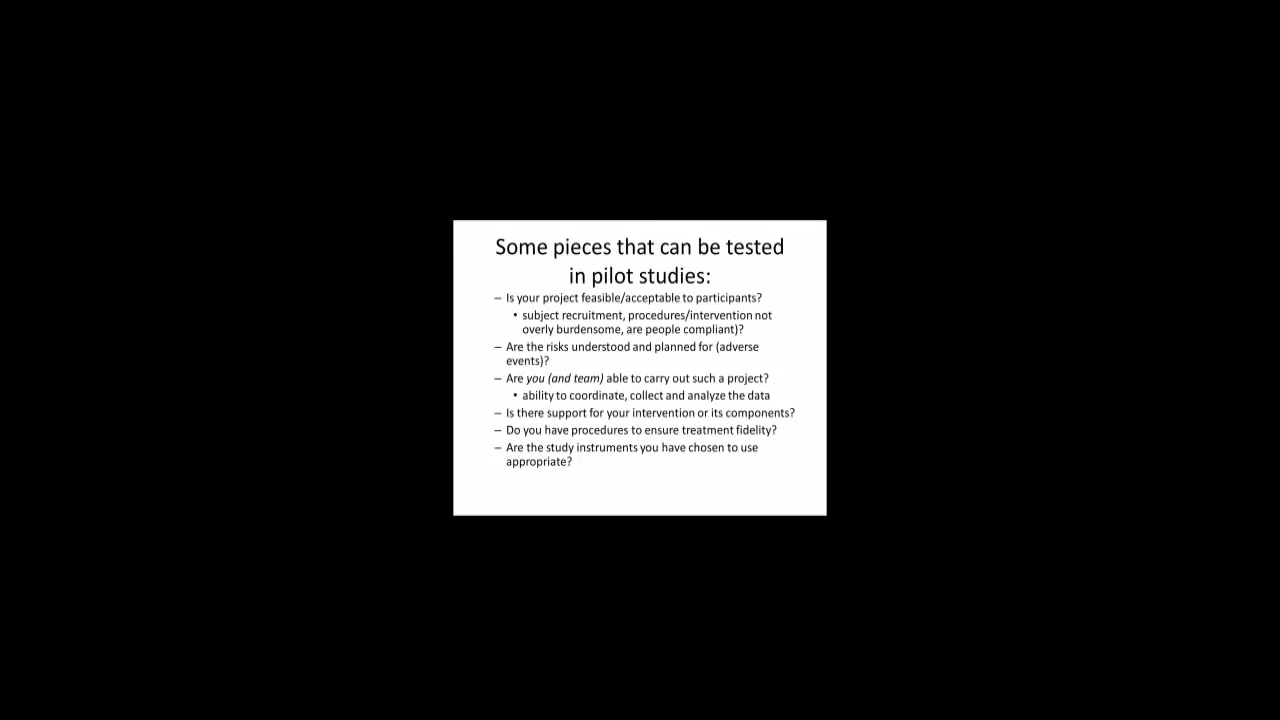 Some pieces that can be tested
in pilot studies:
– Is your project feasible/acceptable to participants?
• subject recruitment, procedures/intervention not
overly burdensome, are people compliant)?
– Are the risks understood and planned for (adverse
events)?
– Are you (and team) able to carry out such a project?
• ability to coordinate, collect and analyze the data
– Is there support for your intervention or its components?
– Do you have procedures to ensure treatment fidelity?
– Are the study instruments you have chosen to use
appropriate?